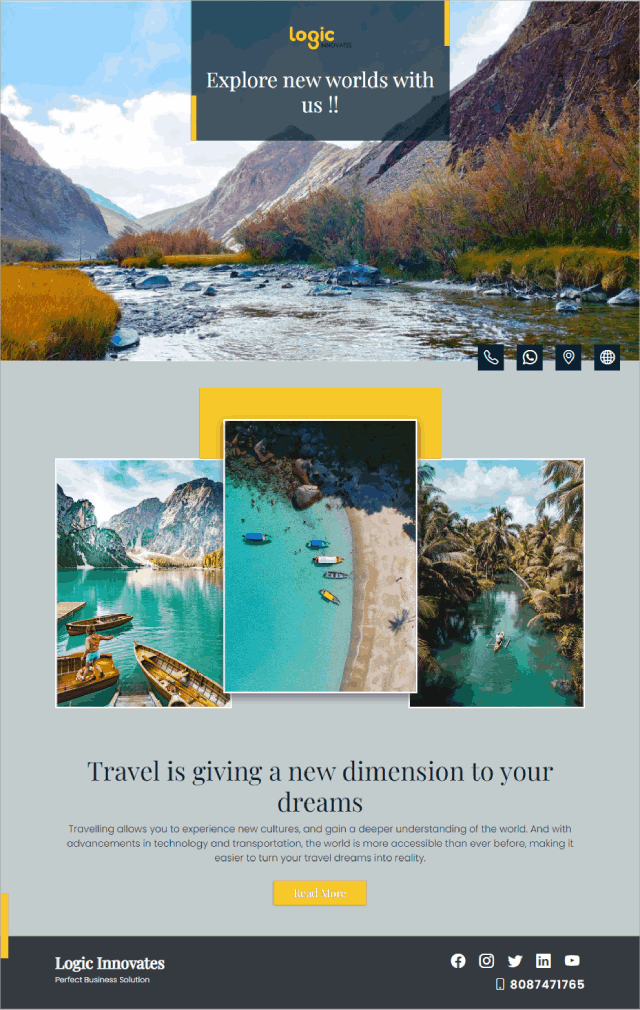 logic
INNOVATES
Explore new worlds with
us !!
Travel is giving a new dimension to your
dreams
Travelling allows you to experience new cultures, and gain a deeper understanding of the world. And with
advancements in technology and transportation, the world is more accessible than ever before, making it
easier to turn your travel dreams into reality.
Read More
Logic Innovates
Perfect Business Solution
8087471765